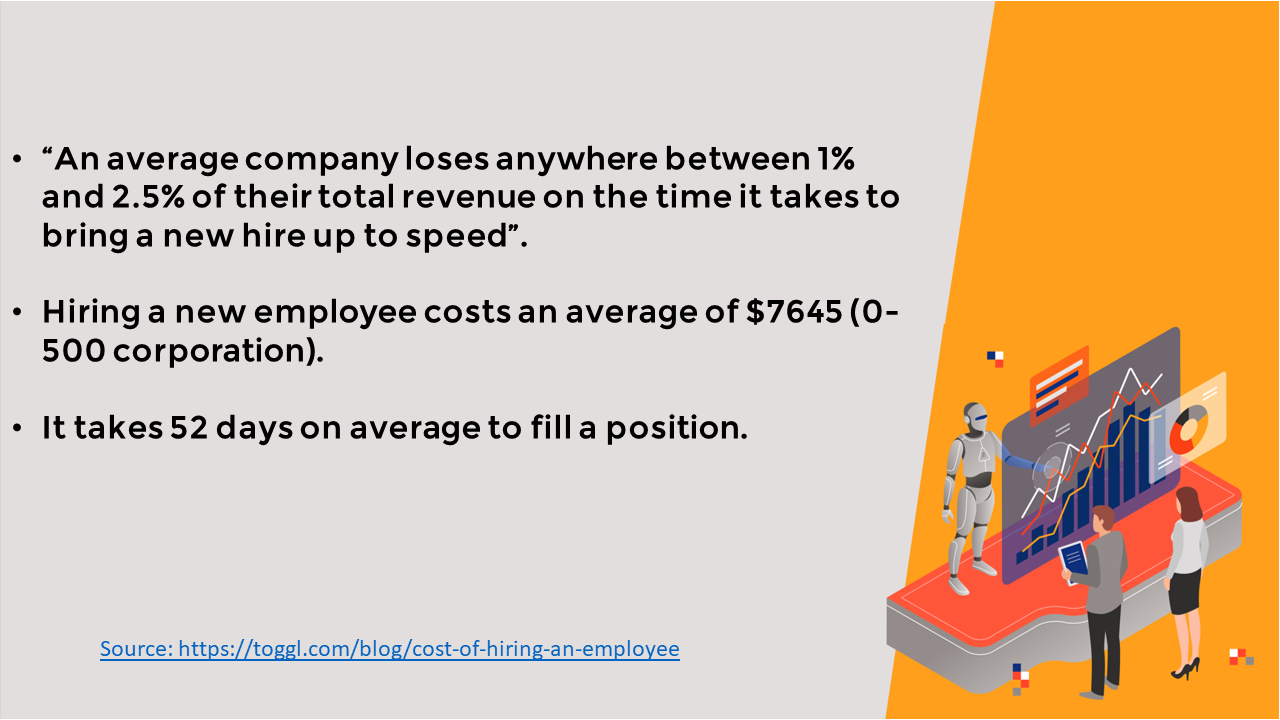 • “An average company loses anywhere between 1%
and 2.5% of their total revenue on the time it takes to
bring a new hire up to speed”.
• Hiring a new employee costs an average of $7645 (0-
500 corporation).
• It takes 52 days on average to fill a position.
Source: https://toggl.com/blog/cost-of-hiring-an-employee